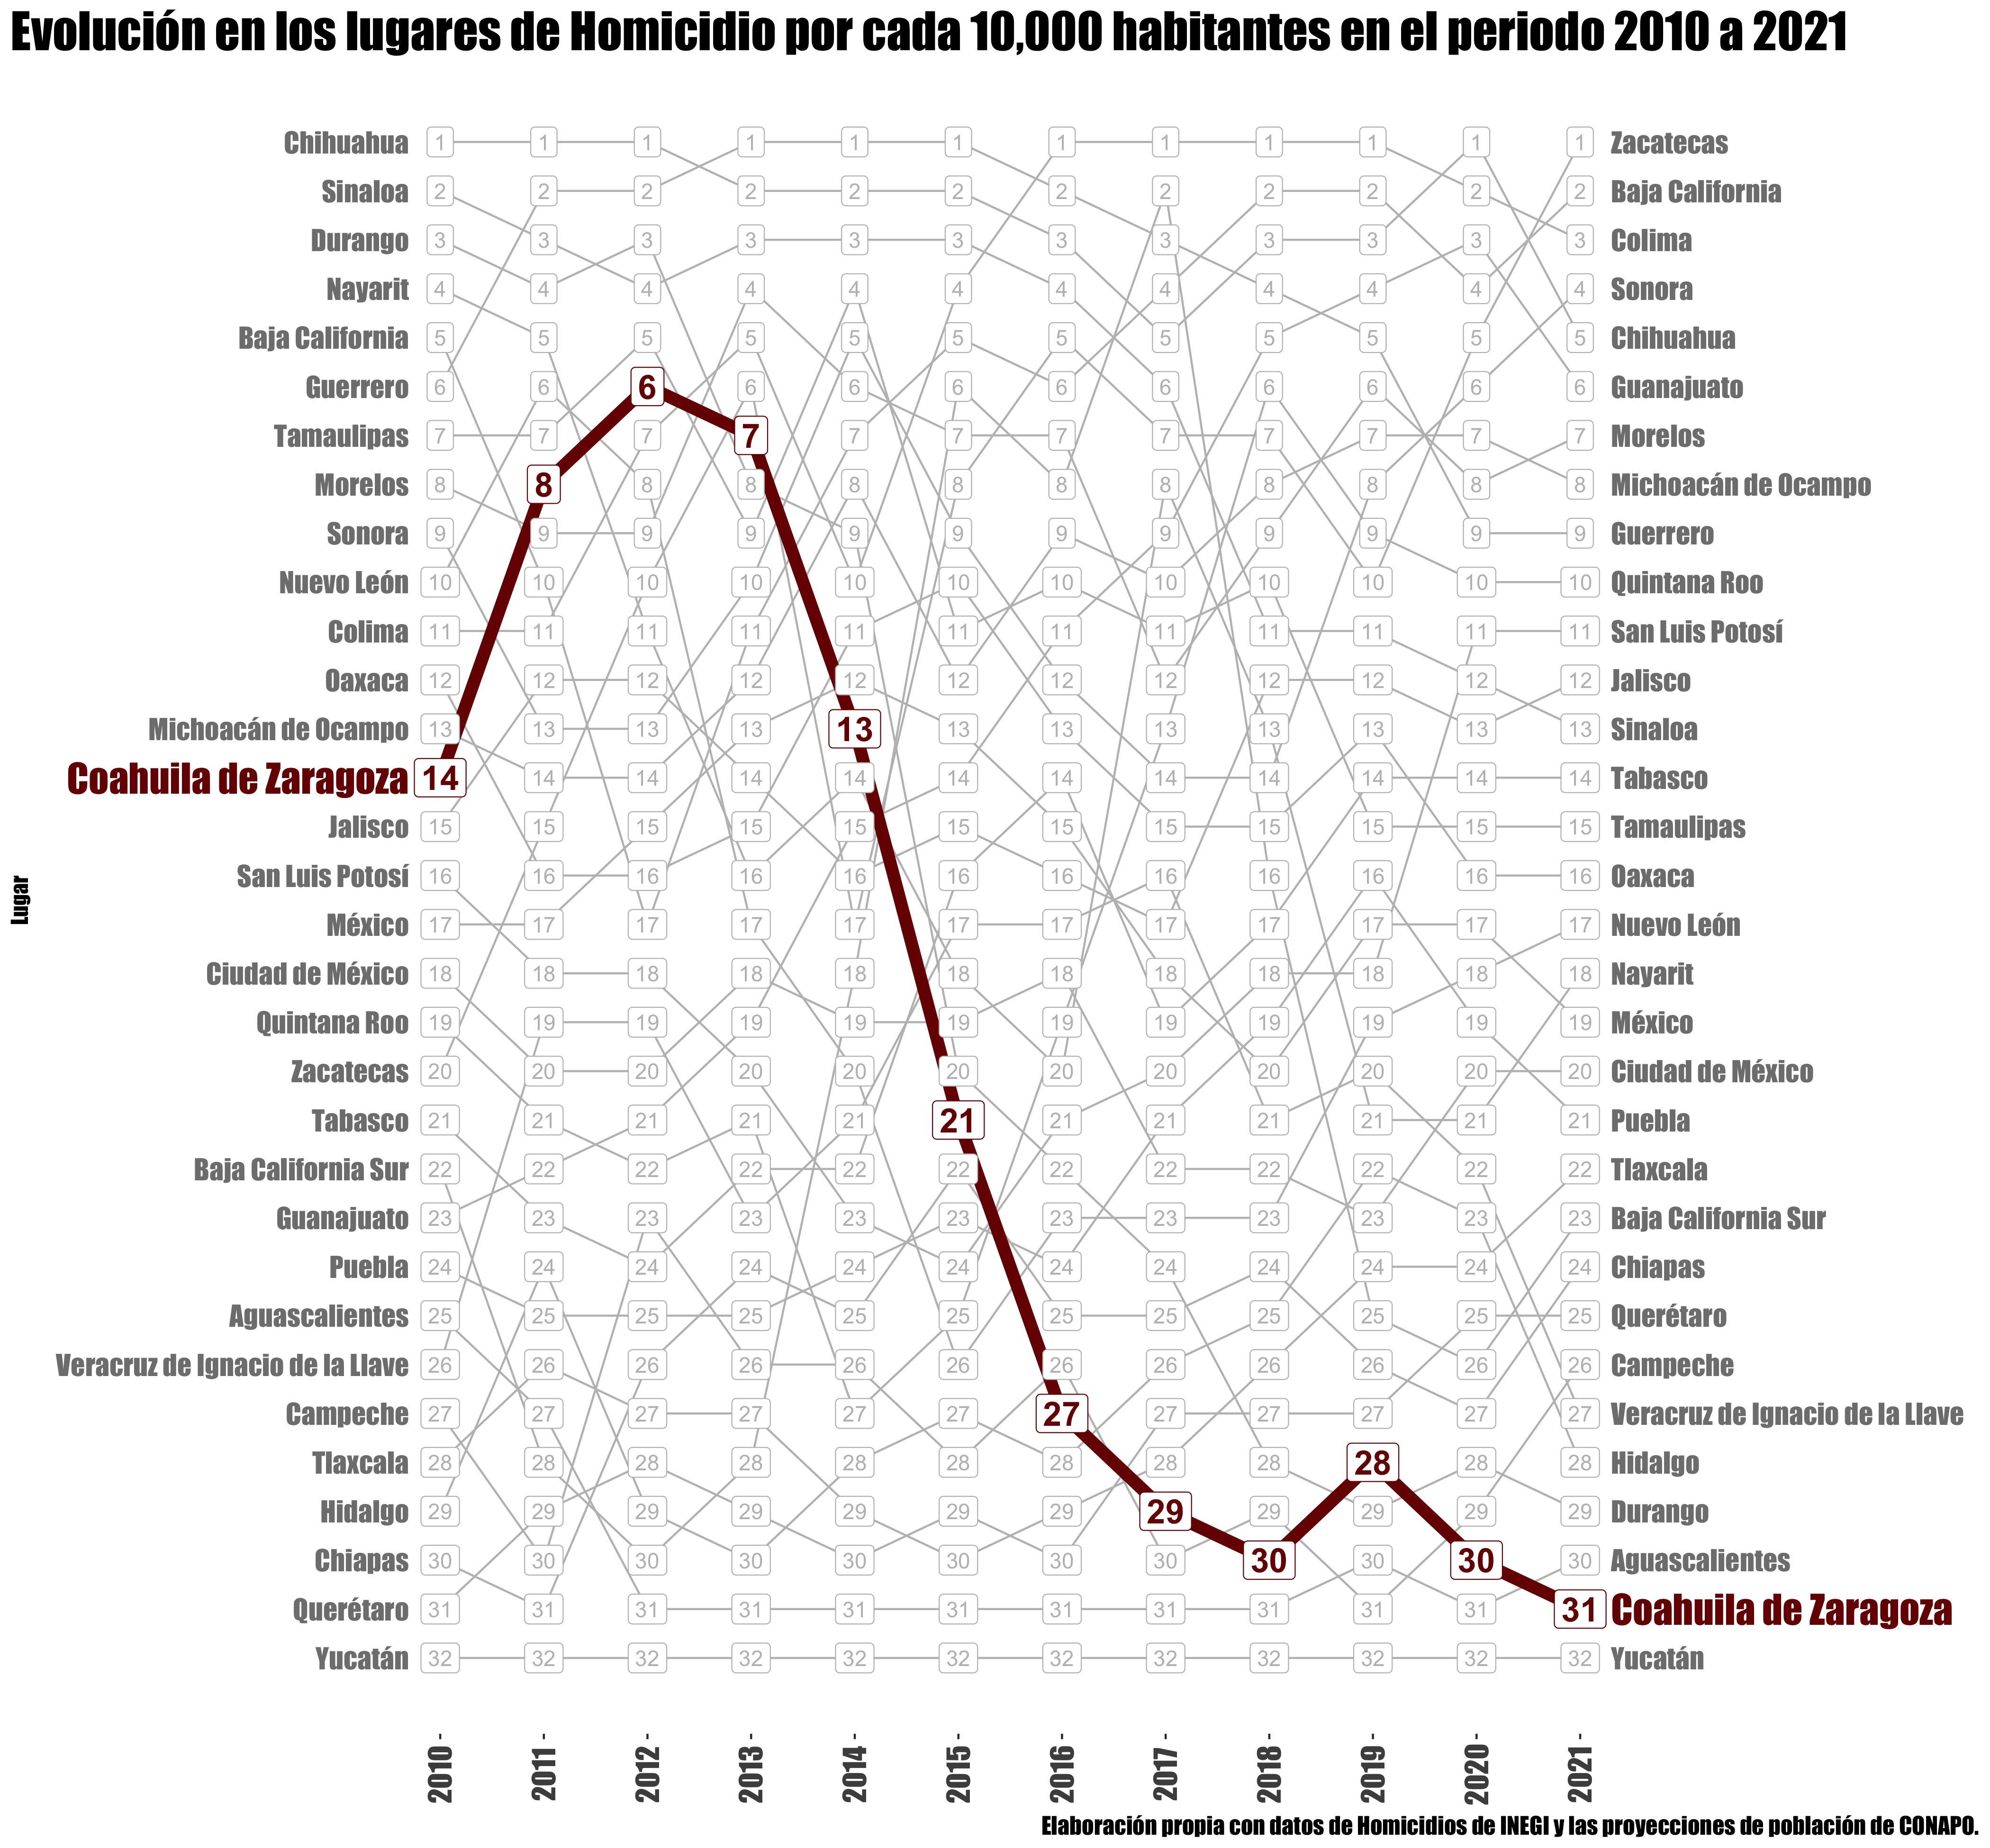 Evolución en los lugares de Homicidio por cada 10,000 habitantes en el periodo 2010 a 2021
Lugar
Chihuahua 1 1 1 1 1 1 1 1 1 1 1 1 Zacatecas
Sinaloa 2 2 2 2 2 2 2 2 2 2 2 2 Baja California
Durango 3 3 3 3 3 3 3 3 3 3 3 3 Colima
Nayarit 4 4 4 4 4 4 4 4 4 4 4 4 Sonora
Baja California 5 5 5 5 5 5 5 5 5 5 5 5 Chihuahua
Guerrero 6 6 6 6 6 6 6 6 6 6 6 6 Guanajuato
Tamaulipas 7 7 7 7 7 7 7 7 7 7 7 7 Morelos
Morelos 8 8 8 8 8 8 8 8 8 8 8 8 Michoacán de Ocampo
Sonora 9 9 9 9 9 9 9 9 9 9 9 9 Guerrero
Nuevo León 10 10 10 10 10 10 10 10 10 10 10 10 Quintana Roo
Colima 11 11 11 11 11 11 11 11 11 11 11 11 San Luis Potosí
Oaxaca 12 12 12 12 12 12 12 12 12 12 12 12 Jalisco
Michoacán de Ocampo 13 13 13 13 13 13 13 13 13 13 13 13 Sinaloa
Coahuila de Zaragoza 14 14 14 14 14 14 14 14 14 14 14 14 Tabasco
Jalisco 15 15 15 15 15 15 15 15 15 15 15 15 Tamaulipas
San Luis Potosí 16 16 16 16 16 16 16 16 16 16 16 16 Oaxaca
México 17 17 17 17 17 17 17 17 17 17 17 17 Nuevo León
Ciudad de México 18 18 18 18 18 18 18 18 18 18 18 18 Nayarit
Quintana Roo 19 19 19 19 19 19 19 19 19 19 19 19 México
Zacatecas 20 20 20 20 20 20 20 20 20 20 20 20 Ciudad de México
Tabasco 21 21 21 21 21 21 21 21 21 21 21 21 Puebla
Baja California Sur 22 22 22 22 22 22 22 22 22 22 22 22 Tlaxcala
Guanajuato 23 23 23 23 23 23 23 23 23 23 23 23 Baja California Sur
Puebla 24 24 24 24 24 24 24 24 24 24 24 24 Chiapas
Aguascalientes 25 25 25 25 25 25 25 25 25 25 25 25 Querétaro
Veracruz de Ignacio de la Llave 26 26 26 26 26 26 26 26 26 26 26 26 Campeche
Campeche 27 27 27 27 27 27 27 27 27 27 27 27 Veracruz de Ignacio de la Llave
Tlaxcala 28 28 28 28 28 28 28 28 28 28 28 28 Hidalgo
Hidalgo 29 29 29 29 29 29 29 29 29 29 29 29 Durango
Chiapas 30 30 30 30 30 30 30 30 30 30 30 30 Aguascalientes
Querétaro 31 31 31 31 31 31 31 31 31 31 31 31 Coahuila de Zaragoza
Yucatán 32 32 32 32 32 32 32 32 32 32 32 32 Yucatán
2010 2011 2012 2013 2014 2015 2016 2017 2018 2019 2020 2021
Elaboración propia con datos de Homicidios de INEGI y las proyecciones de población de CONAPO.